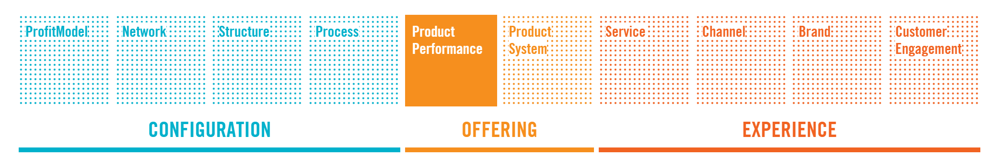 ProfitModel
Network
Structure
Process
Product
Performance
Product
System
Service
Channel
Brand
Customer
Engagement
CONFIGURATION
OFFERING
EXPERIENCE